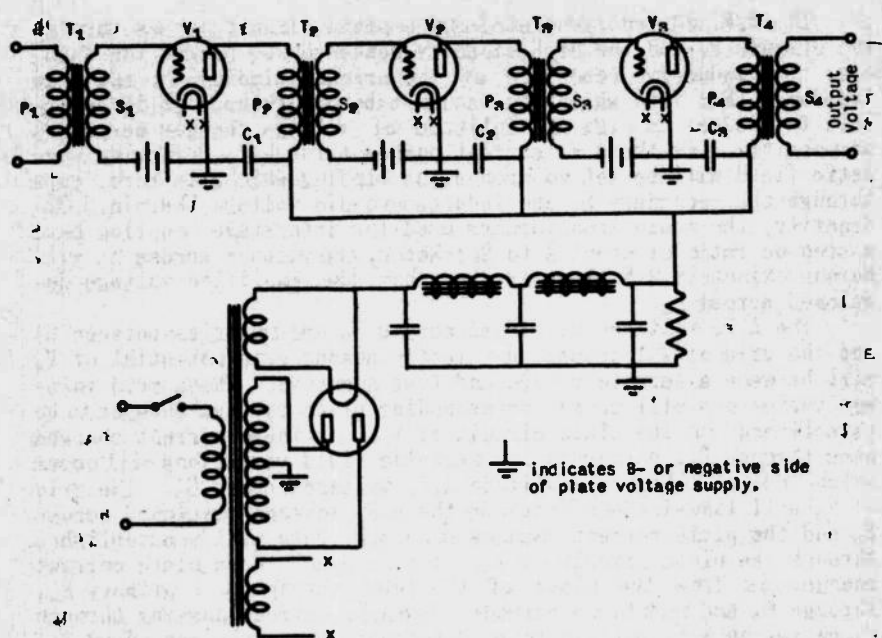 T1 V1 T2 V2 T3 V3 T4
P1 S1 P2 S2 P3 S3 P4 S4
Output
Voltage
X X X X X X
C1 C2 C3
E
indicates B- or negative side
of plate voltage supply.
X
X